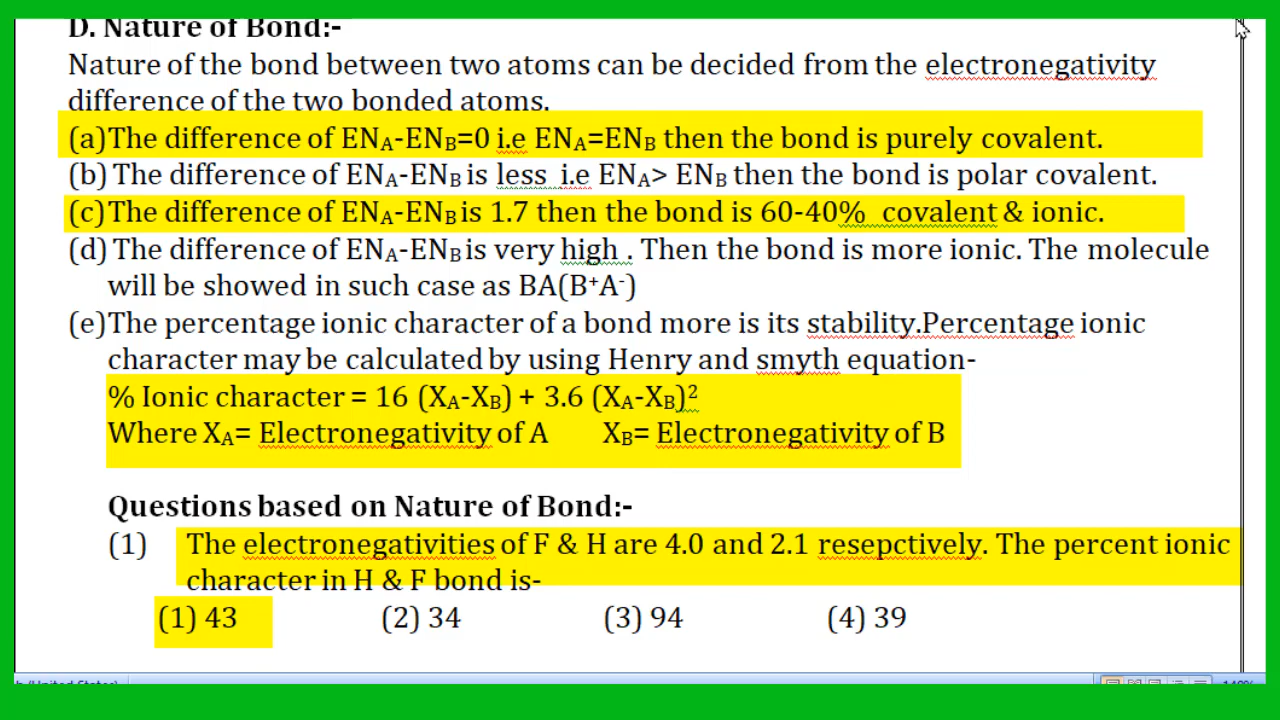 D. Nature of Bond:-
Nature of the bond between two atoms can be decided from the electronegativity
difference of the two bonded atoms.
(a)The difference of ENA-ENB=0 i.e ENA=ENB then the bond is purely covalent.
(b) The difference of ENA-ENB is less i.e ENA> ENB then the bond is polar covalent.
(c)The difference of ENA-ENB is 1.7 then the bond is 60-40% covalent & ionic.
(d) The difference of ENA-ENB is very high . Then the bond is more ionic. The molecule
will be showed in such case as BA(B⁺A⁻)
(e)The percentage ionic character of a bond more is its stability.Percentage ionic
character may be calculated by using Henry and smyth equation-
% Ionic character = 16 (XA-XB) + 3.6 (XA-XB)²
Where XA= Electronegativity of A XB= Electronegativity of B
Questions based on Nature of Bond:-
(1) The electronegativities of F & H are 4.0 and 2.1 resepctively. The percent ionic
character in H & F bond is-
(1) 43 (2) 34 (3) 94 (4) 39